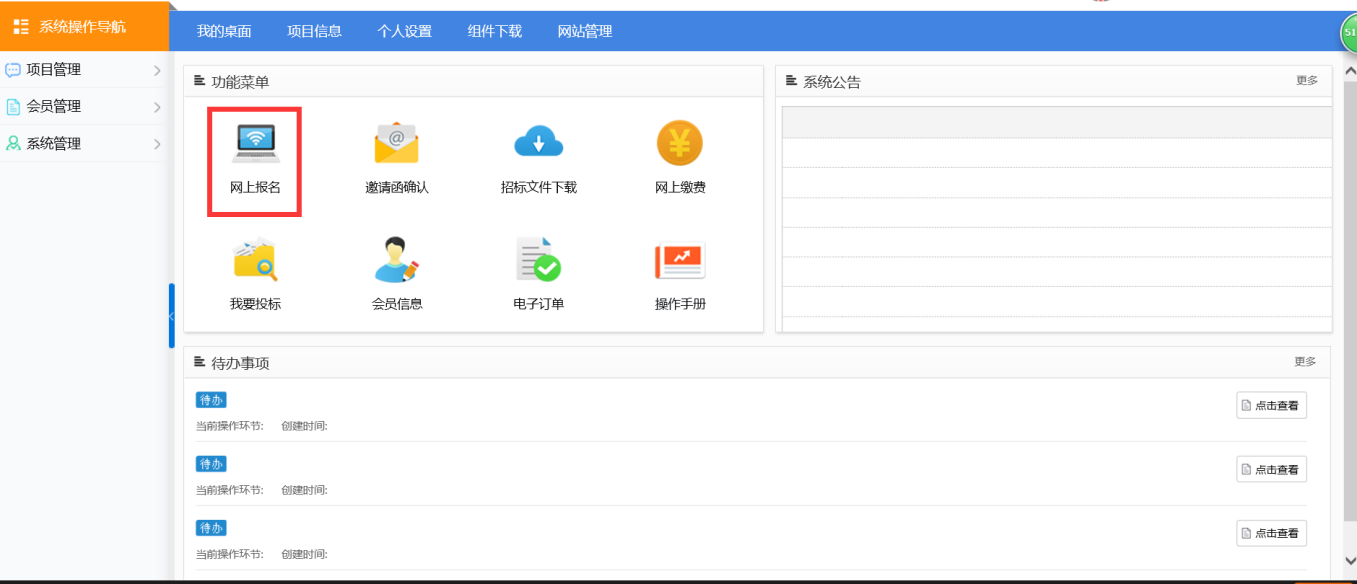 系统操作导航
我的桌面 项目信息 个人设置 组件下载 网站管理
51
项目管理
会员管理
系统管理
功能菜单
@
¥
网上报名 邀请函确认 招标文件下载 网上缴费
我要投标 会员信息 电子订单 操作手册
系统公告 更多
待办事项 更多
待办
当前操作环节: 创建时间:
点击查看
待办
当前操作环节: 创建时间:
点击查看
待办
当前操作环节: 创建时间:
点击查看